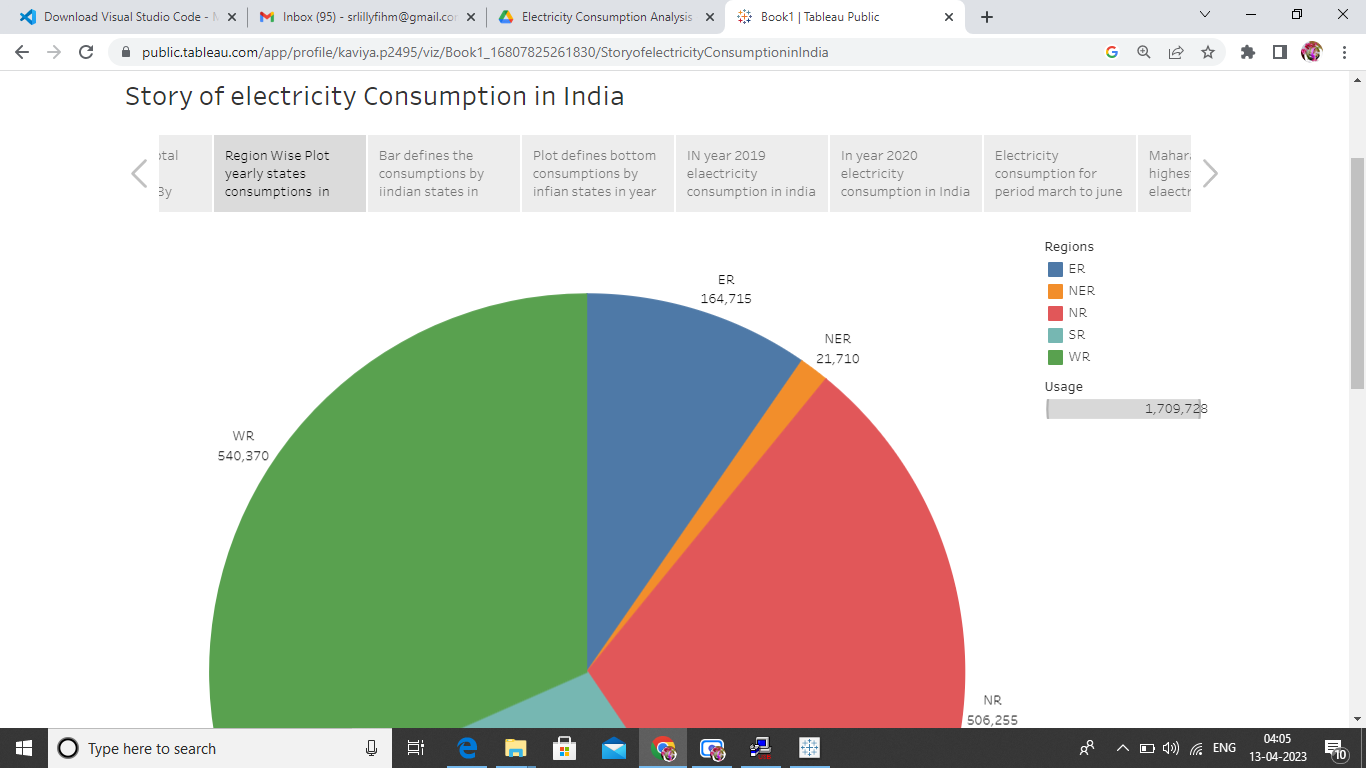 Download Visual Studio Code - M
Inbox (95) - srlillyfihm@gmail.co
Electricity Consumption Analysis
Book1 | Tableau Public
public.tableau.com/app/profile/kaviya.p2495/viz/Book1_16807825261830/StoryofelectricityConsumptioninIndia
Story of electricity Consumption in India
otal
By
Region Wise Plot
yearly states
consumptions in
Bar defines the
consumptions by
iindian states in
Plot defines bottom
consumptions by
infian states in year
IN year 2019
elaectricity
consumption in india
In year 2020
electricity
consumption in India
Electricity
consumption for
period march to june
Mahar
highes
elaectr
Regions
ER
NER
NR
SR
WR
Usage
1,709,728
ER
164,715
NER
21,710
WR
540,370
NR
506,255
Type here to search
ENG
04:05
13-04-2023
10